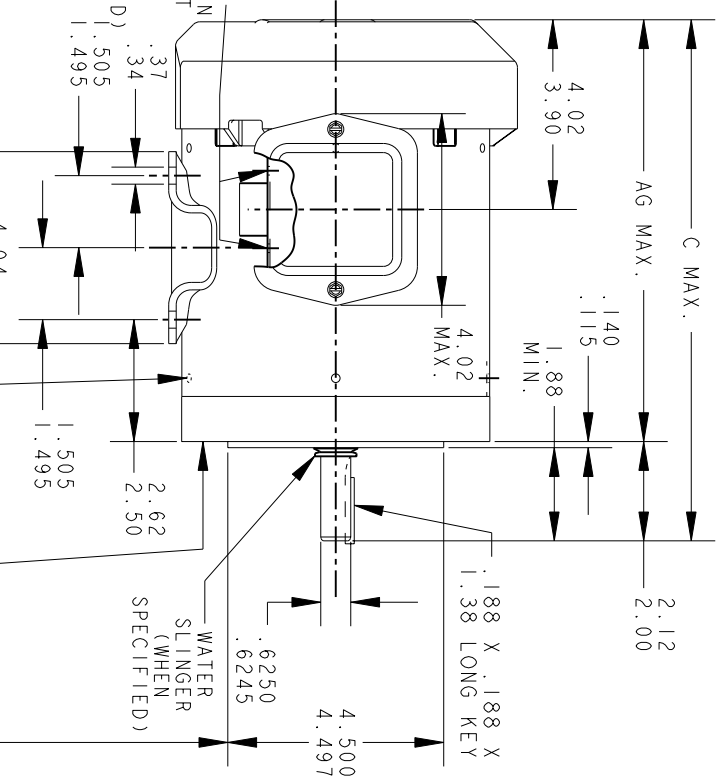 C MAX.
AG MAX.
2.12
2.00
4.02
3.90
.140
.115
1.88
MIN.
.188 X .188 X
1.38 LONG KEY
4.02
MAX.
4.500
4.497
.6250
.6245
WATER
SLINGER
(WHEN
SPECIFIED)
N
T
D)
.37
.34
1.505
1.495
2.62
2.50
1.505
1.495